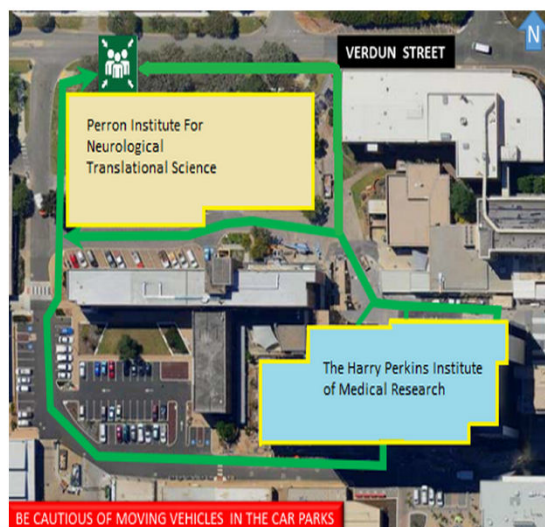 VERDUN STREET
N
Perron Institute For
Neurological
Translational Science
The Harry Perkins Institute
of Medical Research
BE CAUTIOUS OF MOVING VEHICLES IN THE CAR PARKS